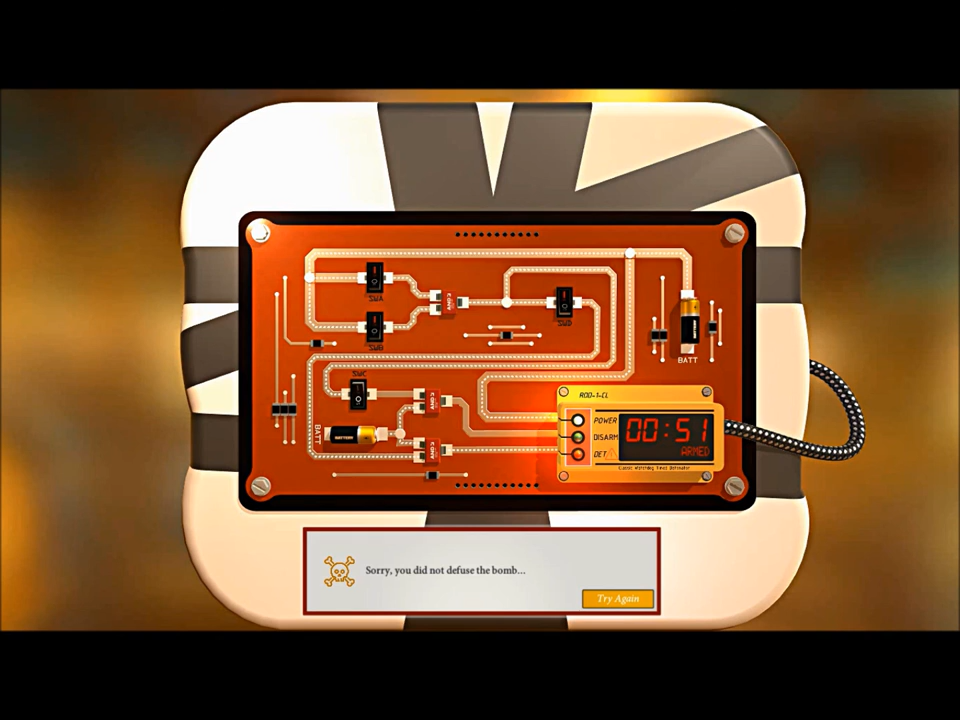 SWA
SWB
SWD
BATT
SWC
BATT
ROD-1-CL
POWER
DISARM
DET
00:51
ARMED
Sorry, you did not defuse the bomb...
Try Again